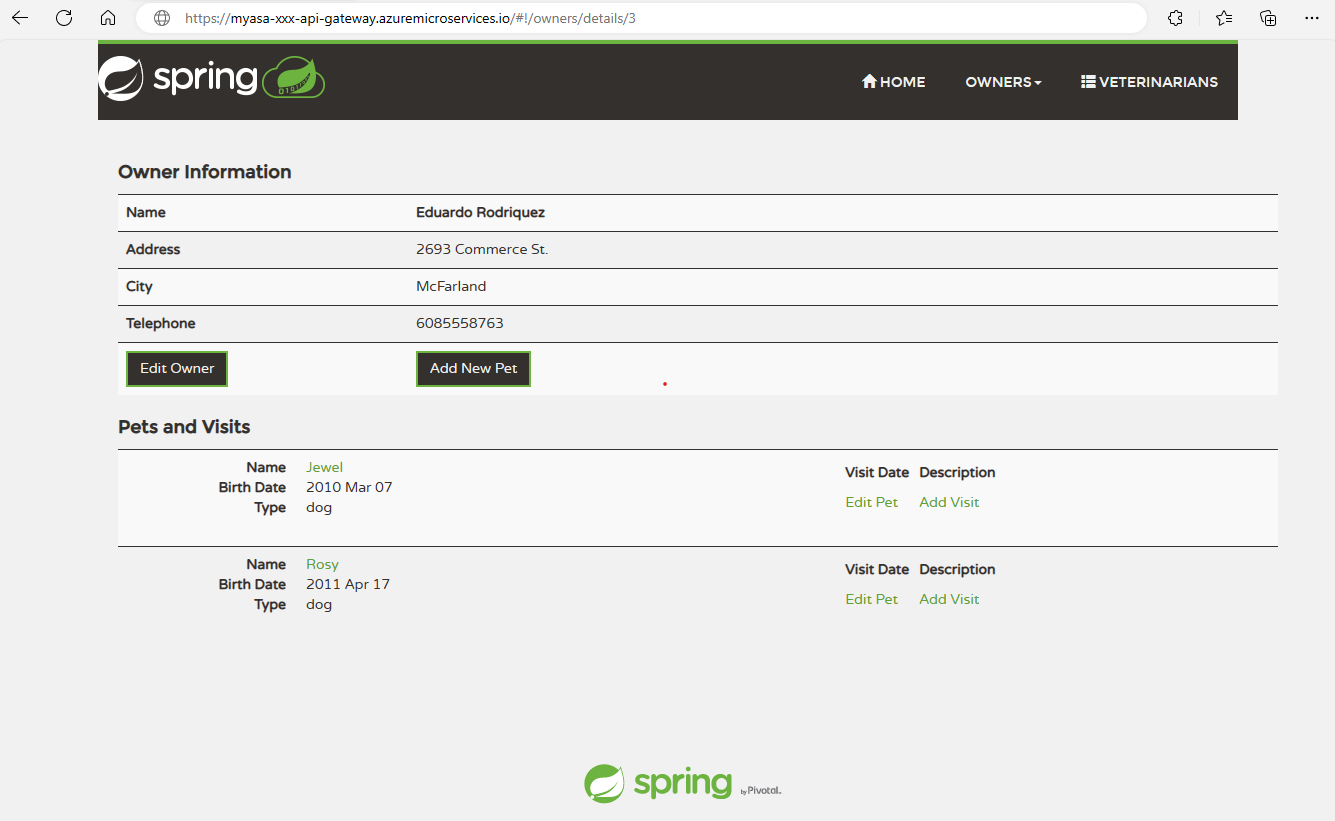 https://myasa-xxx-api-gateway.azuremicroservices.io/#!/owners/details/3
spring
HOME OWNERS VETERINARIANS
Owner Information
Name Eduardo Rodriquez
Address 2693 Commerce St.
City McFarland
Telephone 6085558763
Edit Owner Add New Pet
Pets and Visits
Name Jewel
Birth Date 2010 Mar 07
Type dog
Visit Date Description
Edit Pet Add Visit
Name Rosy
Birth Date 2011 Apr 17
Type dog
Visit Date Description
Edit Pet Add Visit
spring by Pivotal.